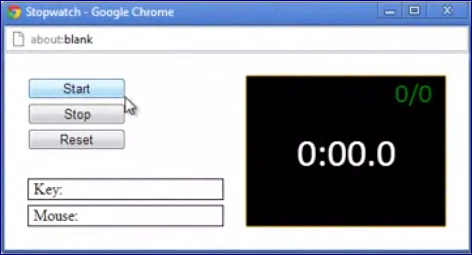 Stopwatch - Google Chrome
about:blank
Start
Stop
Reset
Key:
Mouse:
0/0
0:00.0